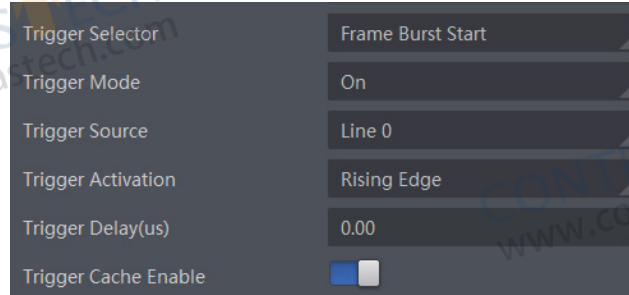 Trigger Selector Frame Burst Start
Trigger Mode On
Trigger Source Line 0
Trigger Activation Rising Edge
Trigger Delay(us) 0.00
Trigger Cache Enable